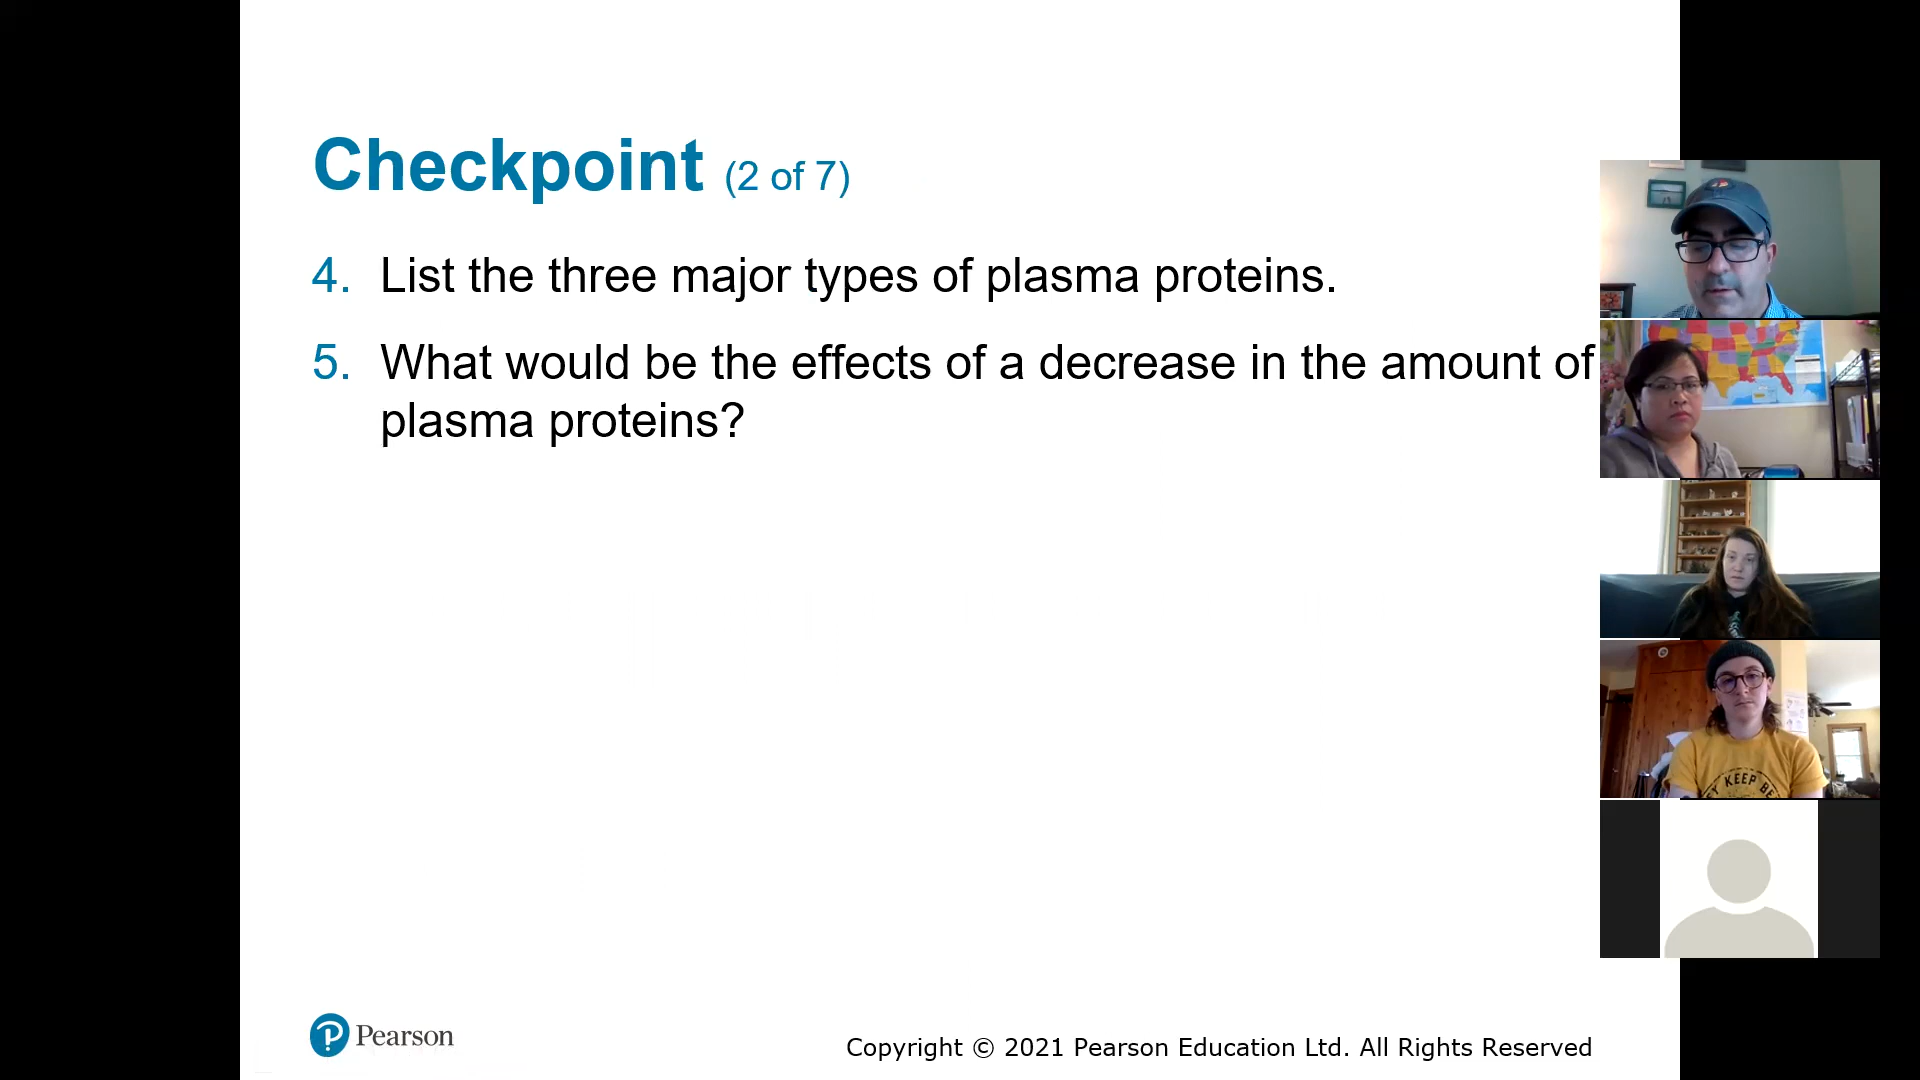 Checkpoint (2 of 7)
4. List the three major types of plasma proteins.
5. What would be the effects of a decrease in the amount of
plasma proteins?
KEEP
Pearson
Copyright © 2021 Pearson Education Ltd. All Rights Reserved